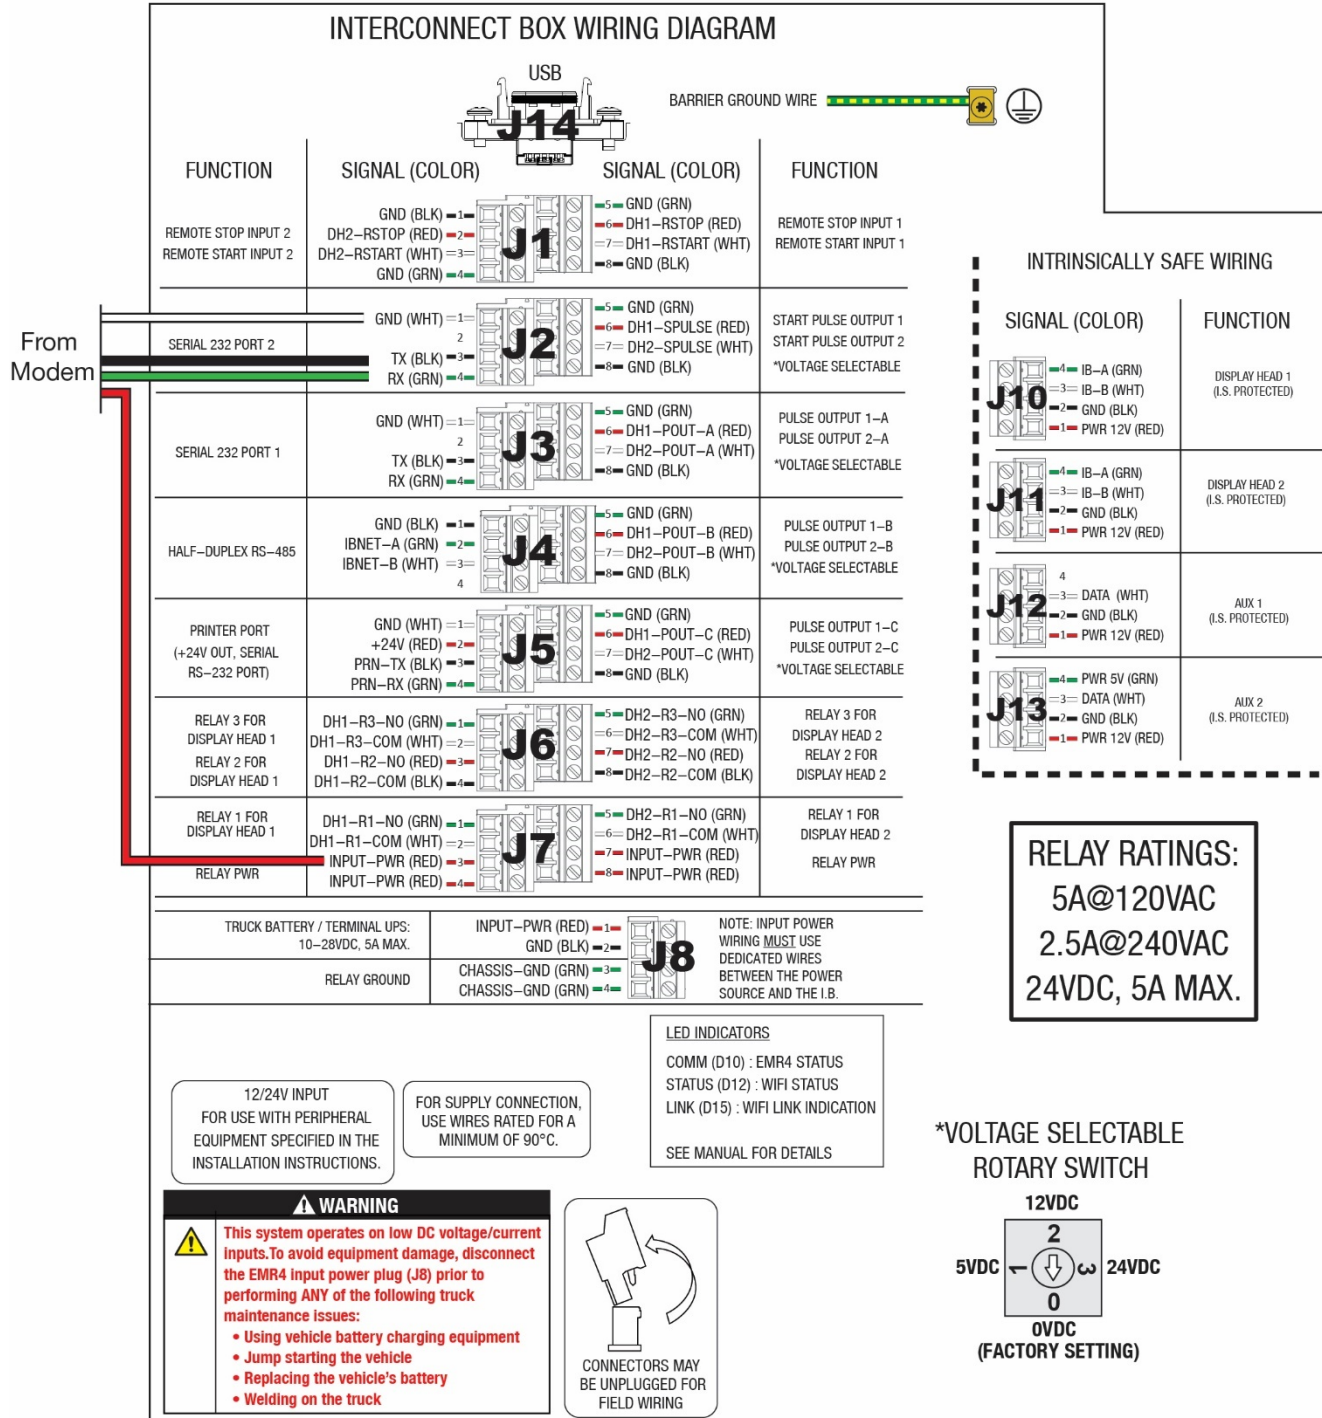 INTERCONNECT BOX WIRING DIAGRAM
USB
J14
BARRIER GROUND WIRE
FUNCTION
SIGNAL (COLOR)
SIGNAL (COLOR)
FUNCTION
REMOTE STOP INPUT 2
REMOTE START INPUT 2
GND (BLK) 1
DH2-RSTOP (RED) 2
DH2-RSTART (WHT) 3
GND (GRN) 4
J1
5 GND (GRN)
6 DH1-RSTOP (RED)
7 DH1-RSTART (WHT)
8 GND (BLK)
REMOTE STOP INPUT 1
REMOTE START INPUT 1
From
Modem
SERIAL 232 PORT 2
GND (WHT) 1
2
TX (BLK) 3
RX (GRN) 4
J2
5 GND (GRN)
6 DH1-SPULSE (RED)
7 DH2-SPULSE (WHT)
8 GND (BLK)
START PULSE OUTPUT 1
START PULSE OUTPUT 2
*VOLTAGE SELECTABLE
SERIAL 232 PORT 1
GND (WHT) 1
2
TX (BLK) 3
RX (GRN) 4
J3
5 GND (GRN)
6 DH1-POUT-A (RED)
7 DH2-POUT-A (WHT)
8 GND (BLK)
PULSE OUTPUT 1-A
PULSE OUTPUT 2-A
*VOLTAGE SELECTABLE
HALF-DUPLEX RS-485
GND (BLK) 1
IBNET-A (GRN) 2
IBNET-B (WHT) 3
4
J4
5 GND (GRN)
6 DH1-POUT-B (RED)
7 DH2-POUT-B (WHT)
8 GND (BLK)
PULSE OUTPUT 1-B
PULSE OUTPUT 2-B
*VOLTAGE SELECTABLE
PRINTER PORT
(+24V OUT, SERIAL
RS-232 PORT)
GND (WHT) 1
+24V (RED) 2
PRN-TX (BLK) 3
PRN-RX (GRN) 4
J5
5 GND (GRN)
6 DH1-POUT-C (RED)
7 DH2-POUT-C (WHT)
8 GND (BLK)
PULSE OUTPUT 1-C
PULSE OUTPUT 2-C
*VOLTAGE SELECTABLE
RELAY 3 FOR
DISPLAY HEAD 1
RELAY 2 FOR
DISPLAY HEAD 1
DH1-R3-NO (GRN) 1
DH1-R3-COM (WHT) 2
DH1-R2-NO (RED) 3
DH1-R2-COM (BLK) 4
J6
5 DH2-R3-NO (GRN)
6 DH2-R3-COM (WHT)
7 DH2-R2-NO (RED)
8 DH2-R2-COM (BLK)
RELAY 3 FOR
DISPLAY HEAD 2
RELAY 2 FOR
DISPLAY HEAD 2
RELAY 1 FOR
DISPLAY HEAD 1
RELAY PWR
DH1-R1-NO (GRN) 1
DH1-R1-COM (WHT) 2
INPUT-PWR (RED) 3
INPUT-PWR (RED) 4
J7
5 DH2-R1-NO (GRN)
6 DH2-R1-COM (WHT)
7 INPUT-PWR (RED)
8 INPUT-PWR (RED)
RELAY 1 FOR
DISPLAY HEAD 2
RELAY PWR
TRUCK BATTERY / TERMINAL UPS:
10-28VDC, 5A MAX.
RELAY GROUND
INPUT-PWR (RED) 1
GND (BLK) 2
CHASSIS-GND (GRN) 3
CHASSIS-GND (GRN) 4
J8
NOTE: INPUT POWER
WIRING MUST USE
DEDICATED WIRES
BETWEEN THE POWER
SOURCE AND THE I.B.
INTRINSICALLY SAFE WIRING
SIGNAL (COLOR)
FUNCTION
J10
4 IB-A (GRN)
3 IB-B (WHT)
2 GND (BLK)
1 PWR 12V (RED)
DISPLAY HEAD 1
(I.S. PROTECTED)
J11
4 IB-A (GRN)
3 IB-B (WHT)
2 GND (BLK)
1 PWR 12V (RED)
DISPLAY HEAD 2
(I.S. PROTECTED)
J12
4
3 DATA (WHT)
2 GND (BLK)
1 PWR 12V (RED)
AUX 1
(I.S. PROTECTED)
J13
4 PWR 5V (GRN)
3 DATA (WHT)
2 GND (BLK)
1 PWR 12V (RED)
AUX 2
(I.S. PROTECTED)
RELAY RATINGS:
5A@120VAC
2.5A@240VAC
24VDC, 5A MAX.
LED INDICATORS
COMM (D10) : EMR4 STATUS
STATUS (D12) : WIFI STATUS
LINK (D15) : WIFI LINK INDICATION
SEE MANUAL FOR DETAILS
12/24V INPUT
FOR USE WITH PERIPHERAL
EQUIPMENT SPECIFIED IN THE
INSTALLATION INSTRUCTIONS.
FOR SUPPLY CONNECTION,
USE WIRES RATED FOR A
MINIMUM OF 90°C.
WARNING
This system operates on low DC voltage/current
inputs.To avoid equipment damage, disconnect
the EMR4 input power plug (J8) prior to
performing ANY of the following truck
maintenance issues:
• Using vehicle battery charging equipment
• Jump starting the vehicle
• Replacing the vehicle's battery
• Welding on the truck
CONNECTORS MAY
BE UNPLUGGED FOR
FIELD WIRING
*VOLTAGE SELECTABLE
ROTARY SWITCH
12VDC
2
5VDC 1 3 24VDC
0
0VDC
(FACTORY SETTING)